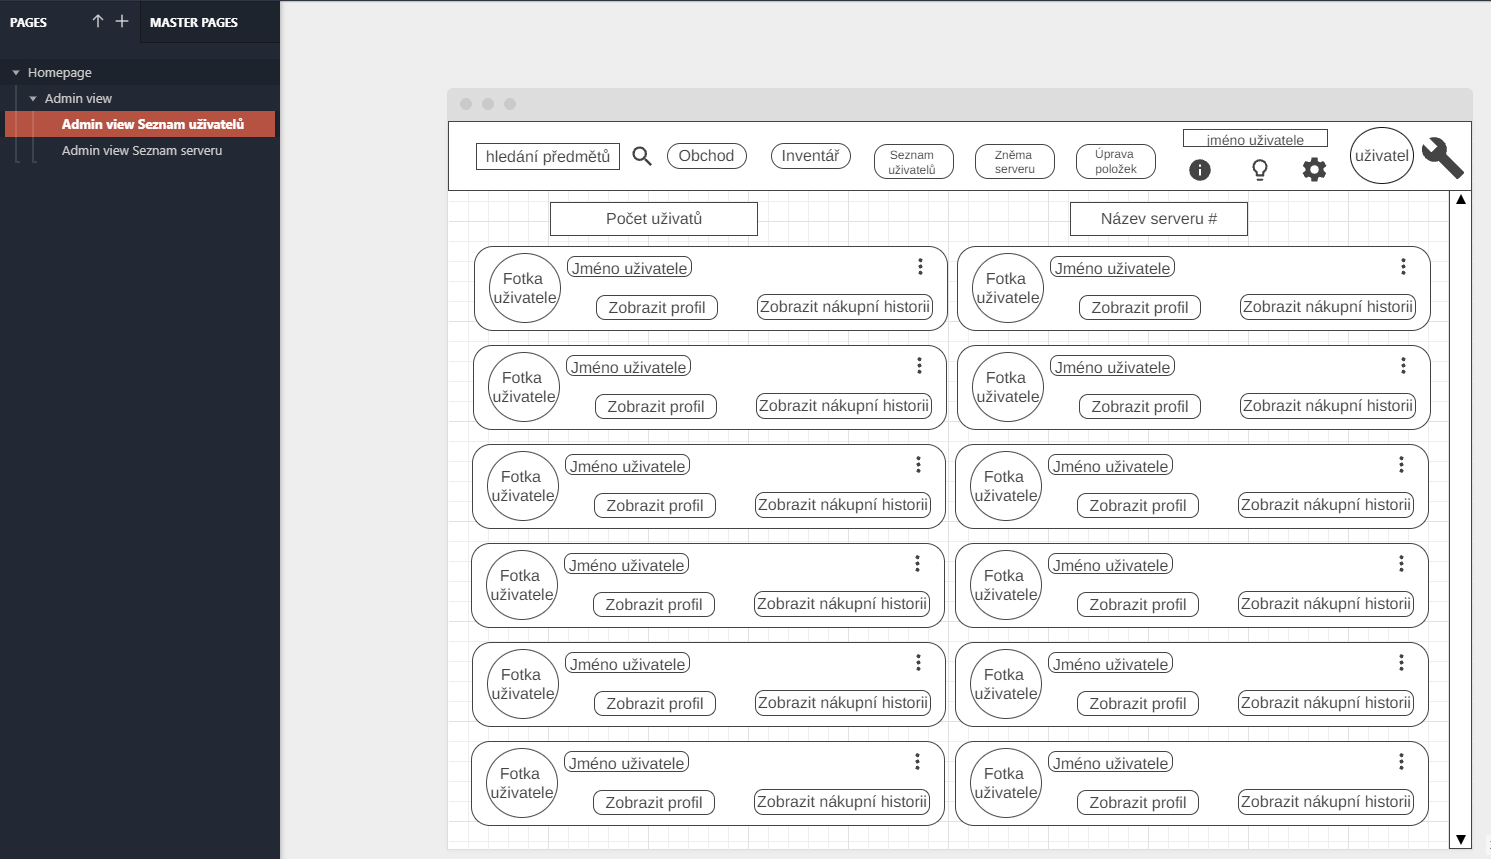 PAGES
MASTER PAGES
Homepage
Admin view
Admin view Seznam uživatelů
Admin view Seznam serveru
hledání předmětů
Obchod
Inventář
Seznam
uživatelů
Zněma
serveru
Úprava
položek
jméno uživatele
uživatel
Počet uživatů
Název serveru #
Fotka
uživatele
Jméno uživatele
Zobrazit profil
Zobrazit nákupní historii
Fotka
uživatele
Jméno uživatele
Zobrazit profil
Zobrazit nákupní historii
Fotka
uživatele
Jméno uživatele
Zobrazit profil
Zobrazit nákupní historii
Fotka
uživatele
Jméno uživatele
Zobrazit profil
Zobrazit nákupní historii
Fotka
uživatele
Jméno uživatele
Zobrazit profil
Zobrazit nákupní historii
Fotka
uživatele
Jméno uživatele
Zobrazit profil
Zobrazit nákupní historii
Fotka
uživatele
Jméno uživatele
Zobrazit profil
Zobrazit nákupní historii
Fotka
uživatele
Jméno uživatele
Zobrazit profil
Zobrazit nákupní historii
Fotka
uživatele
Jméno uživatele
Zobrazit profil
Zobrazit nákupní historii
Fotka
uživatele
Jméno uživatele
Zobrazit profil
Zobrazit nákupní historii
Fotka
uživatele
Jméno uživatele
Zobrazit profil
Zobrazit nákupní historii
Fotka
uživatele
Jméno uživatele
Zobrazit profil
Zobrazit nákupní historii